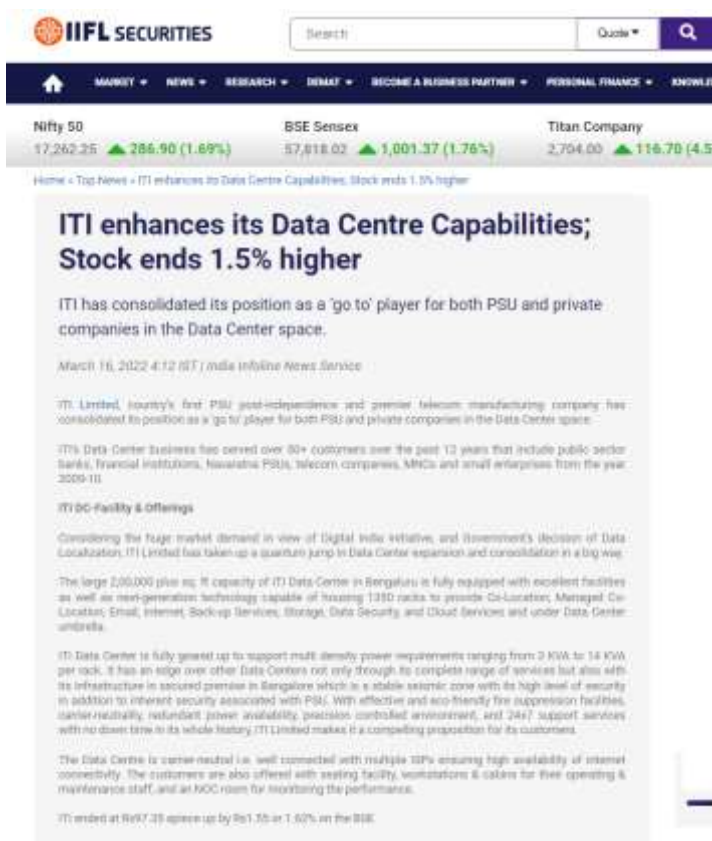 IIFL SECURITIES
Search
Quote
MARKET NEWS RESEARCH DEMAT BECOME A BUSINESS PARTNER PERSONAL FINANCE KNOWLE
Nifty 50 BSE Sensex Titan Company
17,262.25 286.90 (1.69%) 57,818.02 1,001.37 (1.76%) 2,704.00 116.70 (4.5
Home » Top News » ITI enhances its Data Centre Capabilities; Stock ends 1.5% higher
ITI enhances its Data Centre Capabilities;
Stock ends 1.5% higher
ITI has consolidated its position as a 'go to' player for both PSU and private
companies in the Data Center space.
March 16, 2022 4:12 IST | India Infoline News Service
ITI Limited, country's first PSU post-independence and premier telecom manufacturing company has
consolidated its position as a 'go to' player for both PSU and private companies in the Data Center space.
ITI's Data Center business has served over 50+ customers over the past 12 years that include public sector
banks, financial institutions, Navaratna PSUs, telecom companies, MNCs and small enterprises from the year
2009-10.
ITI DC-Facility & Offerings
Considering the huge market demand in view of Digital India initiative, and Government's decision of Data
Localization, ITI Limited has taken up a quantum jump in Data Center expansion and consolidation in a big way.
The large 2,00,000 plus sq. ft capacity of ITI Data Center in Bengaluru is fully equipped with excellent facilities
as well as next-generation technology capable of housing 1350 racks to provide Co-Location, Managed Co-
Location, Email, Internet, Back-up Services, Storage, Data Security, and Cloud Services and under Data Center
umbrella.
ITI Data Center is fully geared up to support multi density power requirements ranging from 3 KVA to 14 KVA
per rack. It has an edge over other Data Centers not only through its complete range of services but also with
its infrastructure in secured premise in Bangalore which is a stable seismic zone with its high level of security
in addition to inherent security associated with PSU. With effective and eco-friendly fire suppression facilities,
carrier-neutrality, redundant power availability, precision controlled environment, and 24x7 support services
with no down time in its whole history, ITI Limited makes it a compelling proposition for its customers.
The Data Centre is carrier-neutral i.e. well connected with multiple ISPs ensuring high availability of internet
connectivity. The customers are also offered with seating facility, workstations & cabins for their operating &
maintenance staff, and an NOC room for monitoring the performance.
ITI ended at Rs97.35 apiece up by Rs1.55 or 1.62% on the BSE.